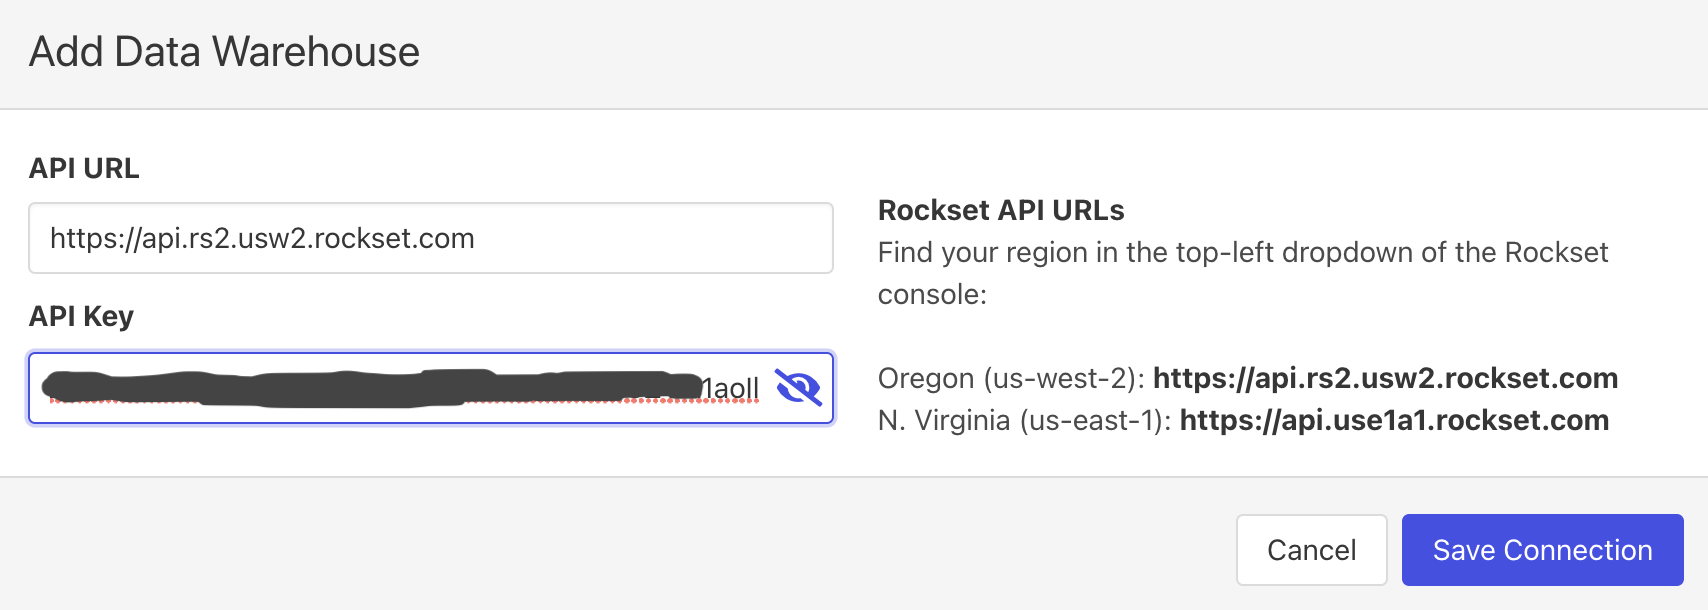 Add Data Warehouse
API URL
https://api.rs2.usw2.rockset.com
API Key
1aoll
Rockset API URLs
Find your region in the top-left dropdown of the Rockset
console:
Oregon (us-west-2): https://api.rs2.usw2.rockset.com
N. Virginia (us-east-1): https://api.use1a1.rockset.com
Cancel
Save Connection